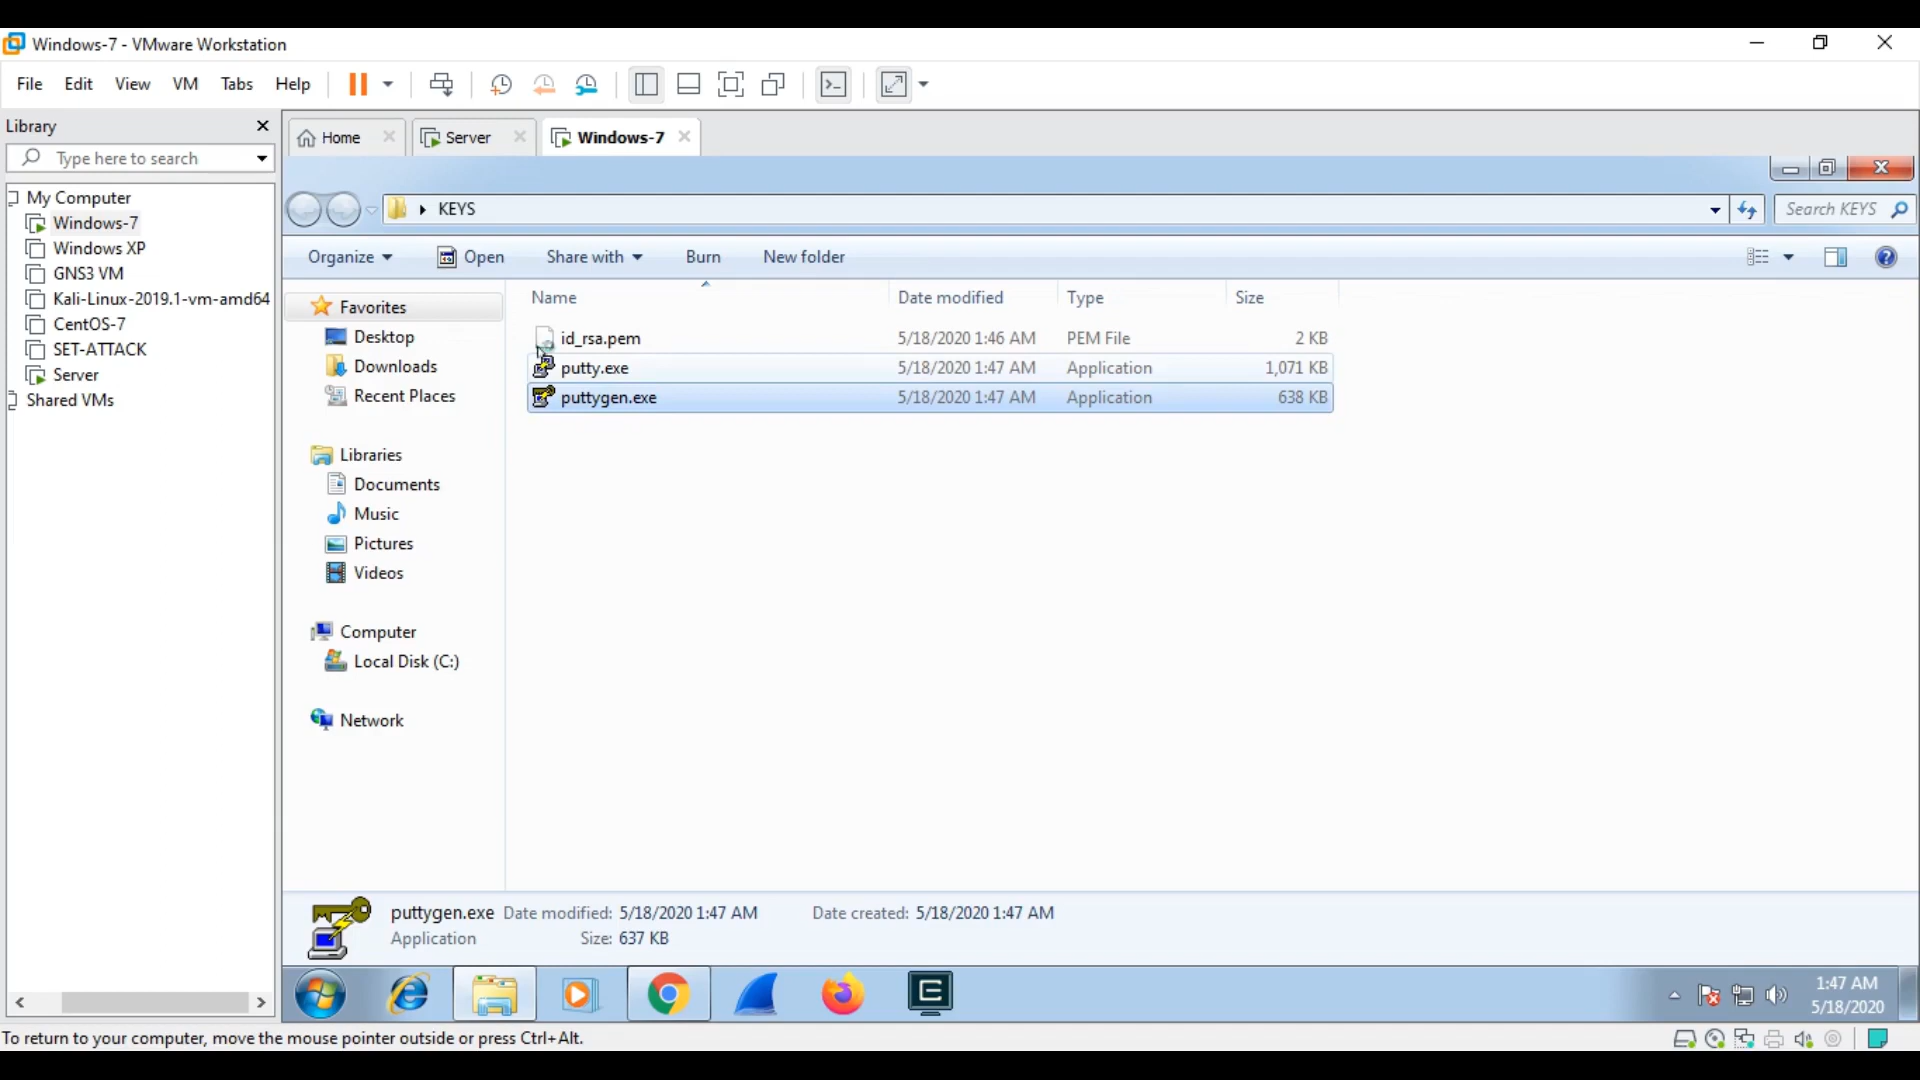 Windows-7 - VMware Workstation
File Edit View VM Tabs Help
Library
Home Server Windows-7
Type here to search
My Computer
Windows-7
Windows XP
GNS3 VM
Kali-Linux-2019.1-vm-amd64
CentOS-7
SET-ATTACK
Server
Shared VMs
KEYS
Search KEYS
Organize Open Share with Burn New folder
Name Date modified Type Size
Favorites
Desktop
Downloads
Recent Places
Libraries
Documents
Music
Pictures
Videos
Computer
Local Disk (C:)
Network
id_rsa.pem 5/18/2020 1:46 AM PEM File 2 KB
putty.exe 5/18/2020 1:47 AM Application 1,071 KB
puttygen.exe 5/18/2020 1:47 AM Application 638 KB
puttygen.exe Date modified: 5/18/2020 1:47 AM Date created: 5/18/2020 1:47 AM
Application Size: 637 KB
1:47 AM
5/18/2020
To return to your computer, move the mouse pointer outside or press Ctrl+Alt.